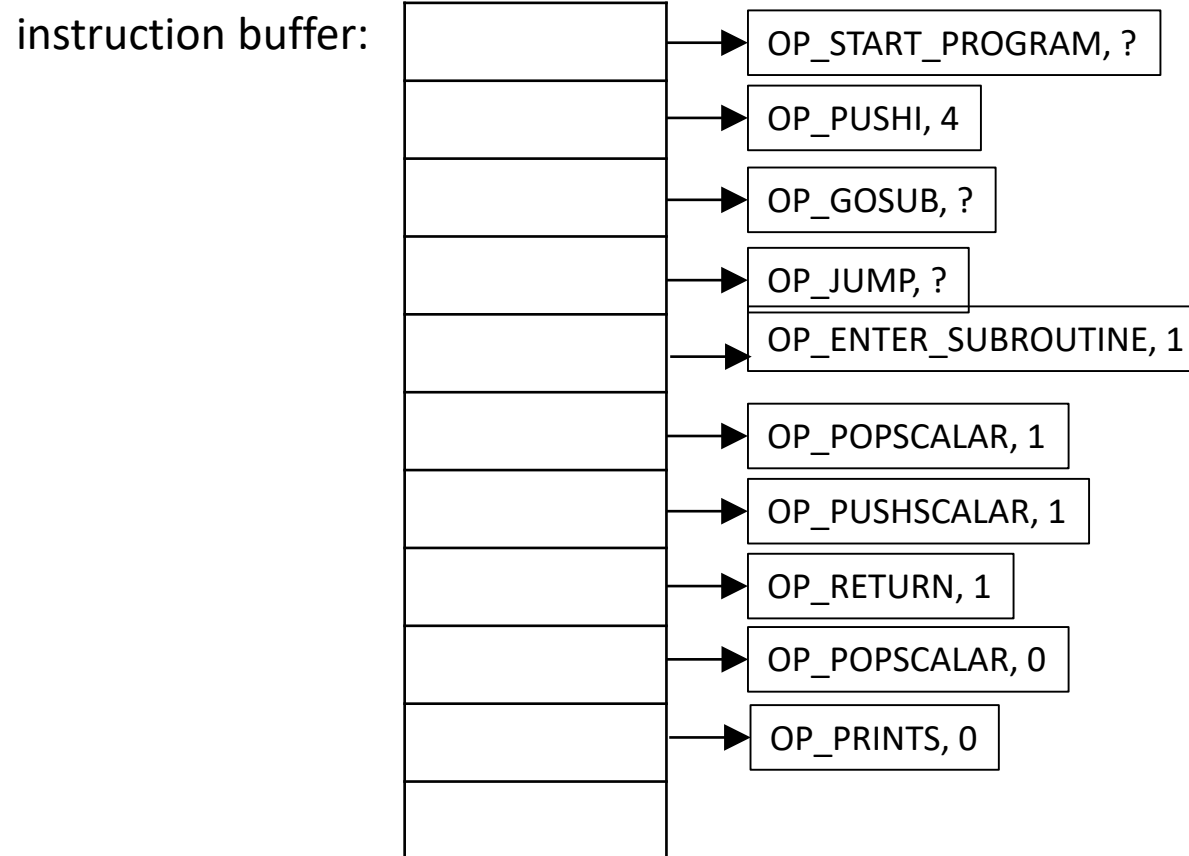 instruction buffer:
OP_START_PROGRAM, ?
OP_PUSHI, 4
OP_GOSUB, ?
OP_JUMP, ?
OP_ENTER_SUBROUTINE, 1
OP_POPSCALAR, 1
OP_PUSHSCALAR, 1
OP_RETURN, 1
OP_POPSCALAR, 0
OP_PRINTS, 0